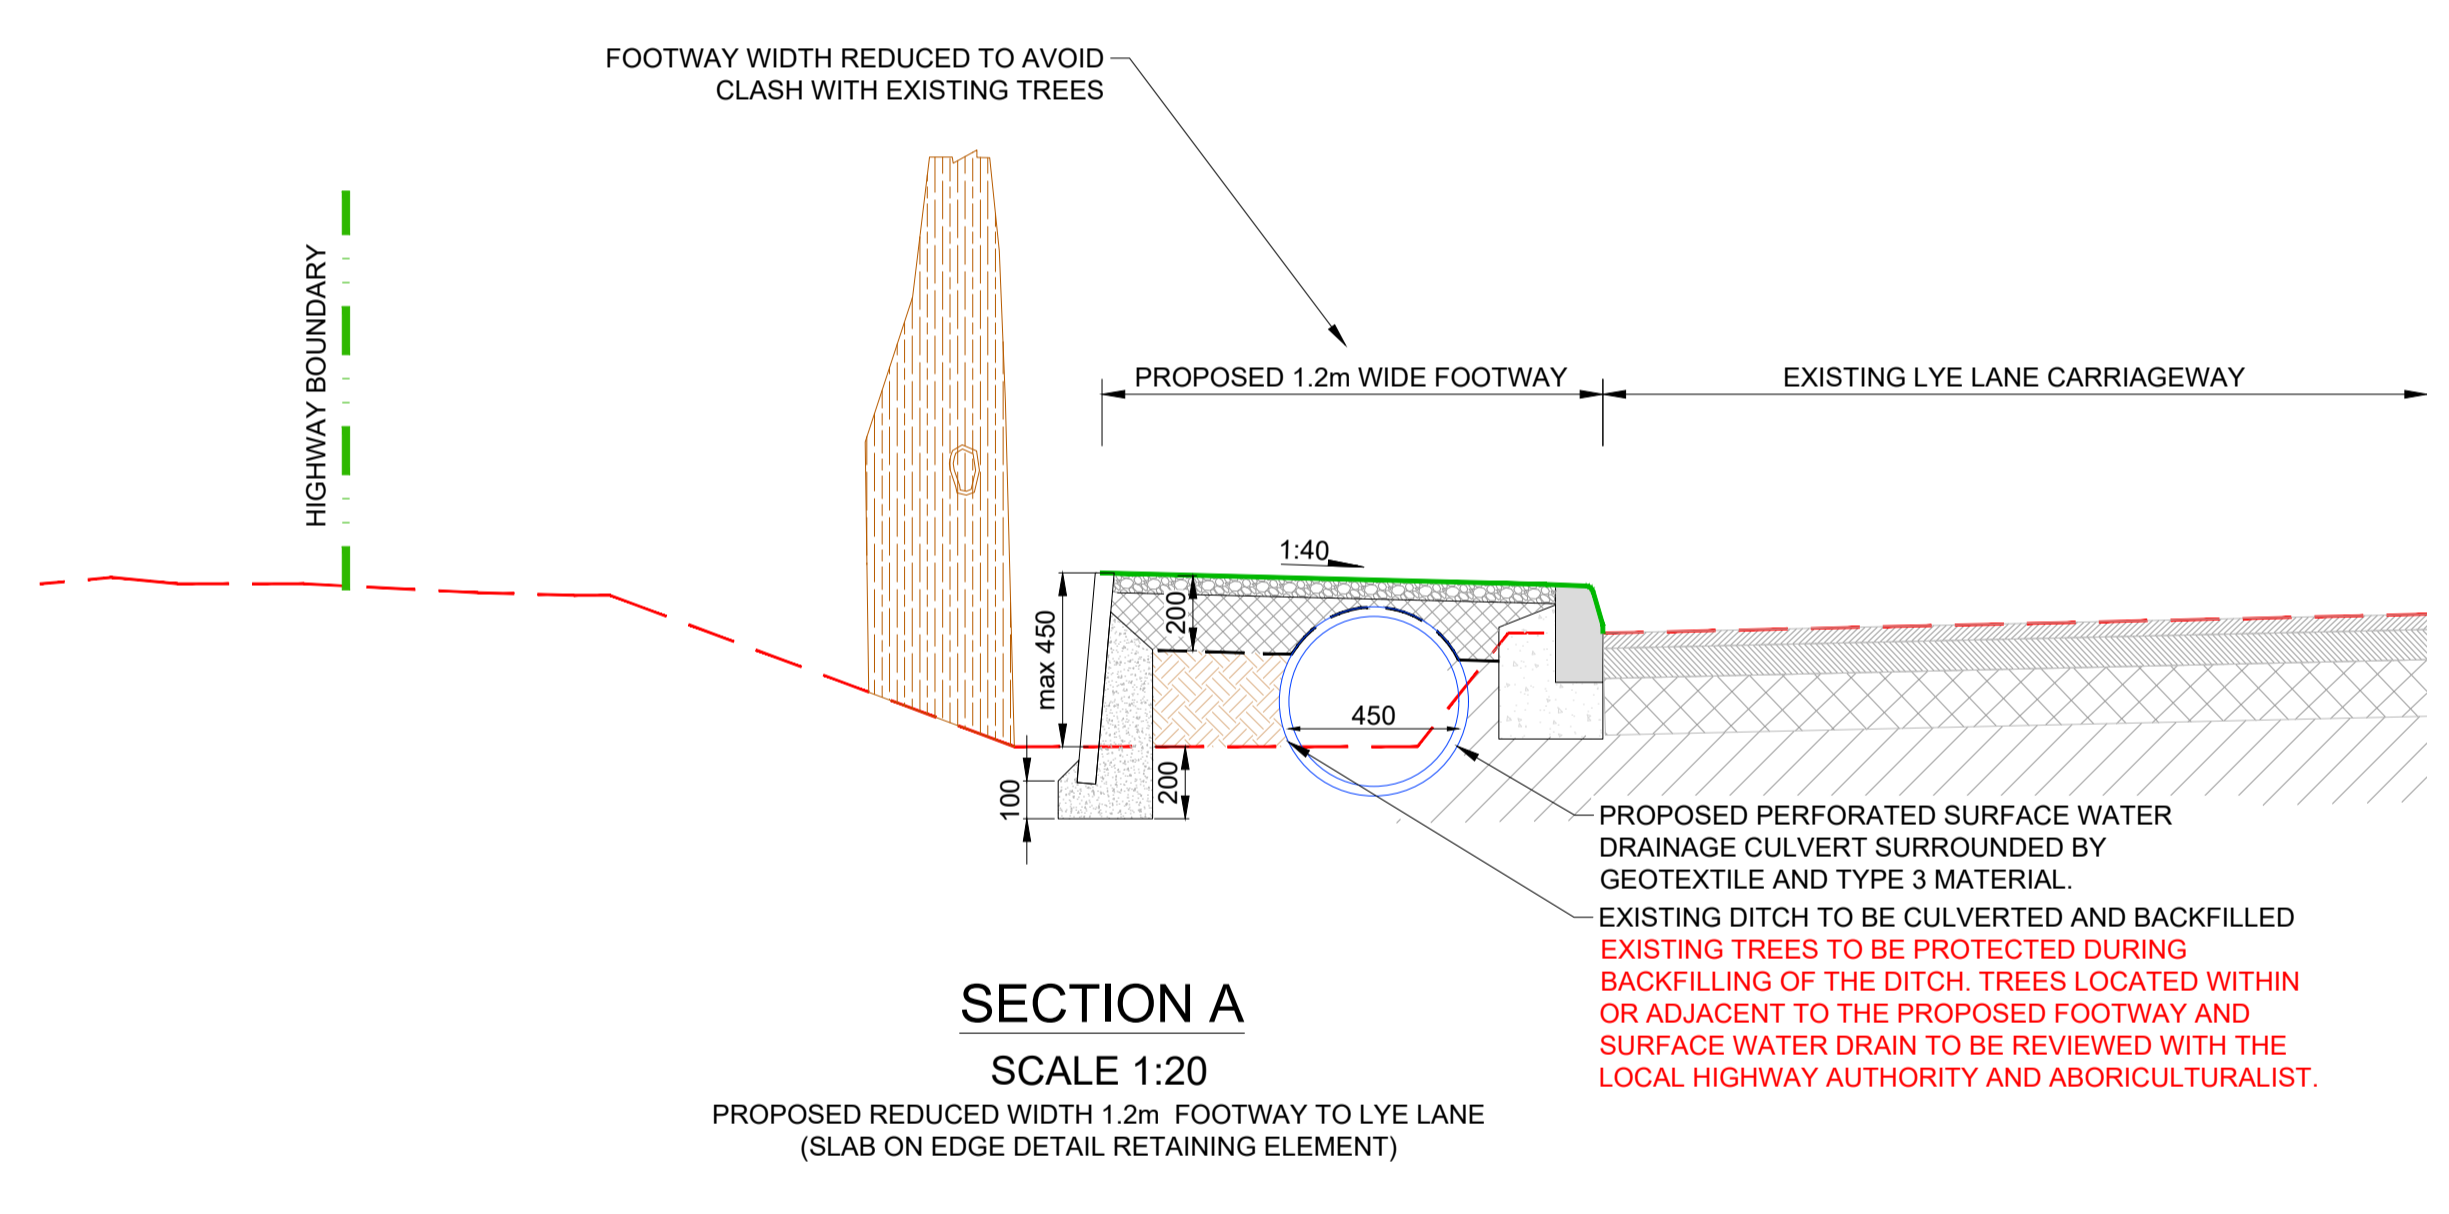 FOOTWAY WIDTH REDUCED TO AVOID
CLASH WITH EXISTING TREES
HIGHWAY BOUNDARY
PROPOSED 1.2m WIDE FOOTWAY
EXISTING LYE LANE CARRIAGEWAY
1:40
max 450
200
450
100
200
PROPOSED PERFORATED SURFACE WATER
DRAINAGE CULVERT SURROUNDED BY
GEOTEXTILE AND TYPE 3 MATERIAL.
EXISTING DITCH TO BE CULVERTED AND BACKFILLED
EXISTING TREES TO BE PROTECTED DURING
BACKFILLING OF THE DITCH. TREES LOCATED WITHIN
OR ADJACENT TO THE PROPOSED FOOTWAY AND
SURFACE WATER DRAIN TO BE REVIEWED WITH THE
LOCAL HIGHWAY AUTHORITY AND ABORICULTURALIST.
SECTION A
SCALE 1:20
PROPOSED REDUCED WIDTH 1.2m FOOTWAY TO LYE LANE
(SLAB ON EDGE DETAIL RETAINING ELEMENT)